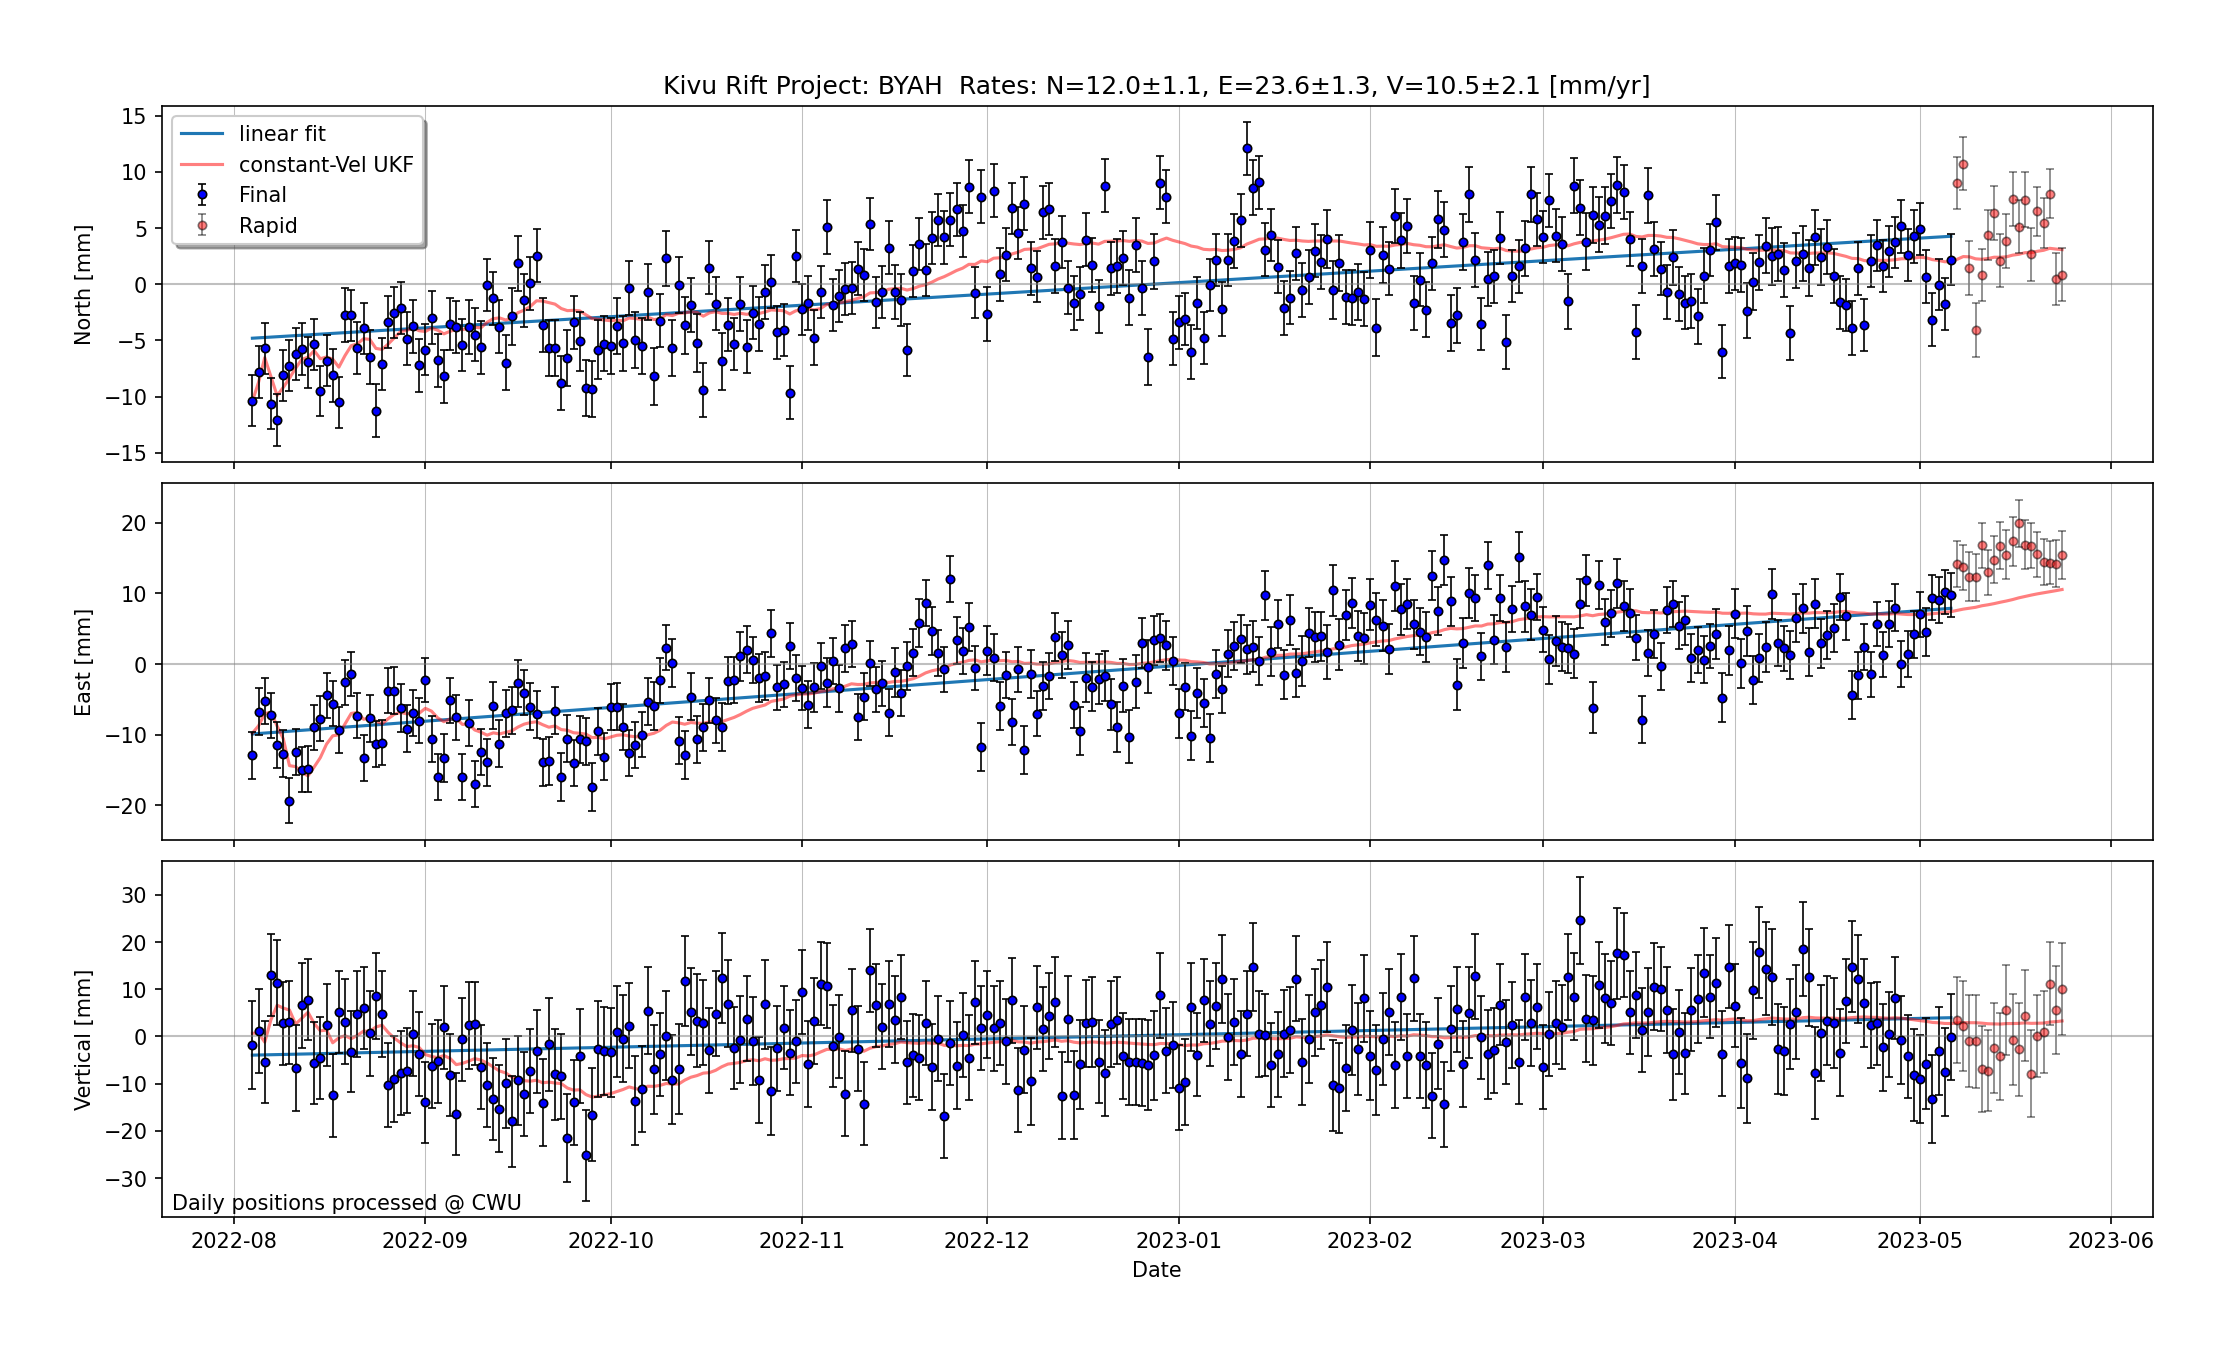 Kivu Rift Project: BYAH  Rates: N=12.0±1.1, E=23.6±1.3, V=10.5±2.1 [mm/yr]
linear fit
constant-Vel UKF
Final
Rapid
North [mm]
15
10
5
0
−5
−10
−15
East [mm]
20
10
0
−10
−20
Vertical [mm]
30
20
10
0
−10
−20
−30
Daily positions processed @ CWU
2022-08 2022-09 2022-10 2022-11 2022-12 2023-01 2023-02 2023-03 2023-04 2023-05 2023-06
Date